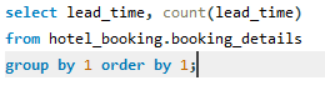 select lead_time, count(lead_time)
from hotel_booking.booking_details
group by 1 order by 1;